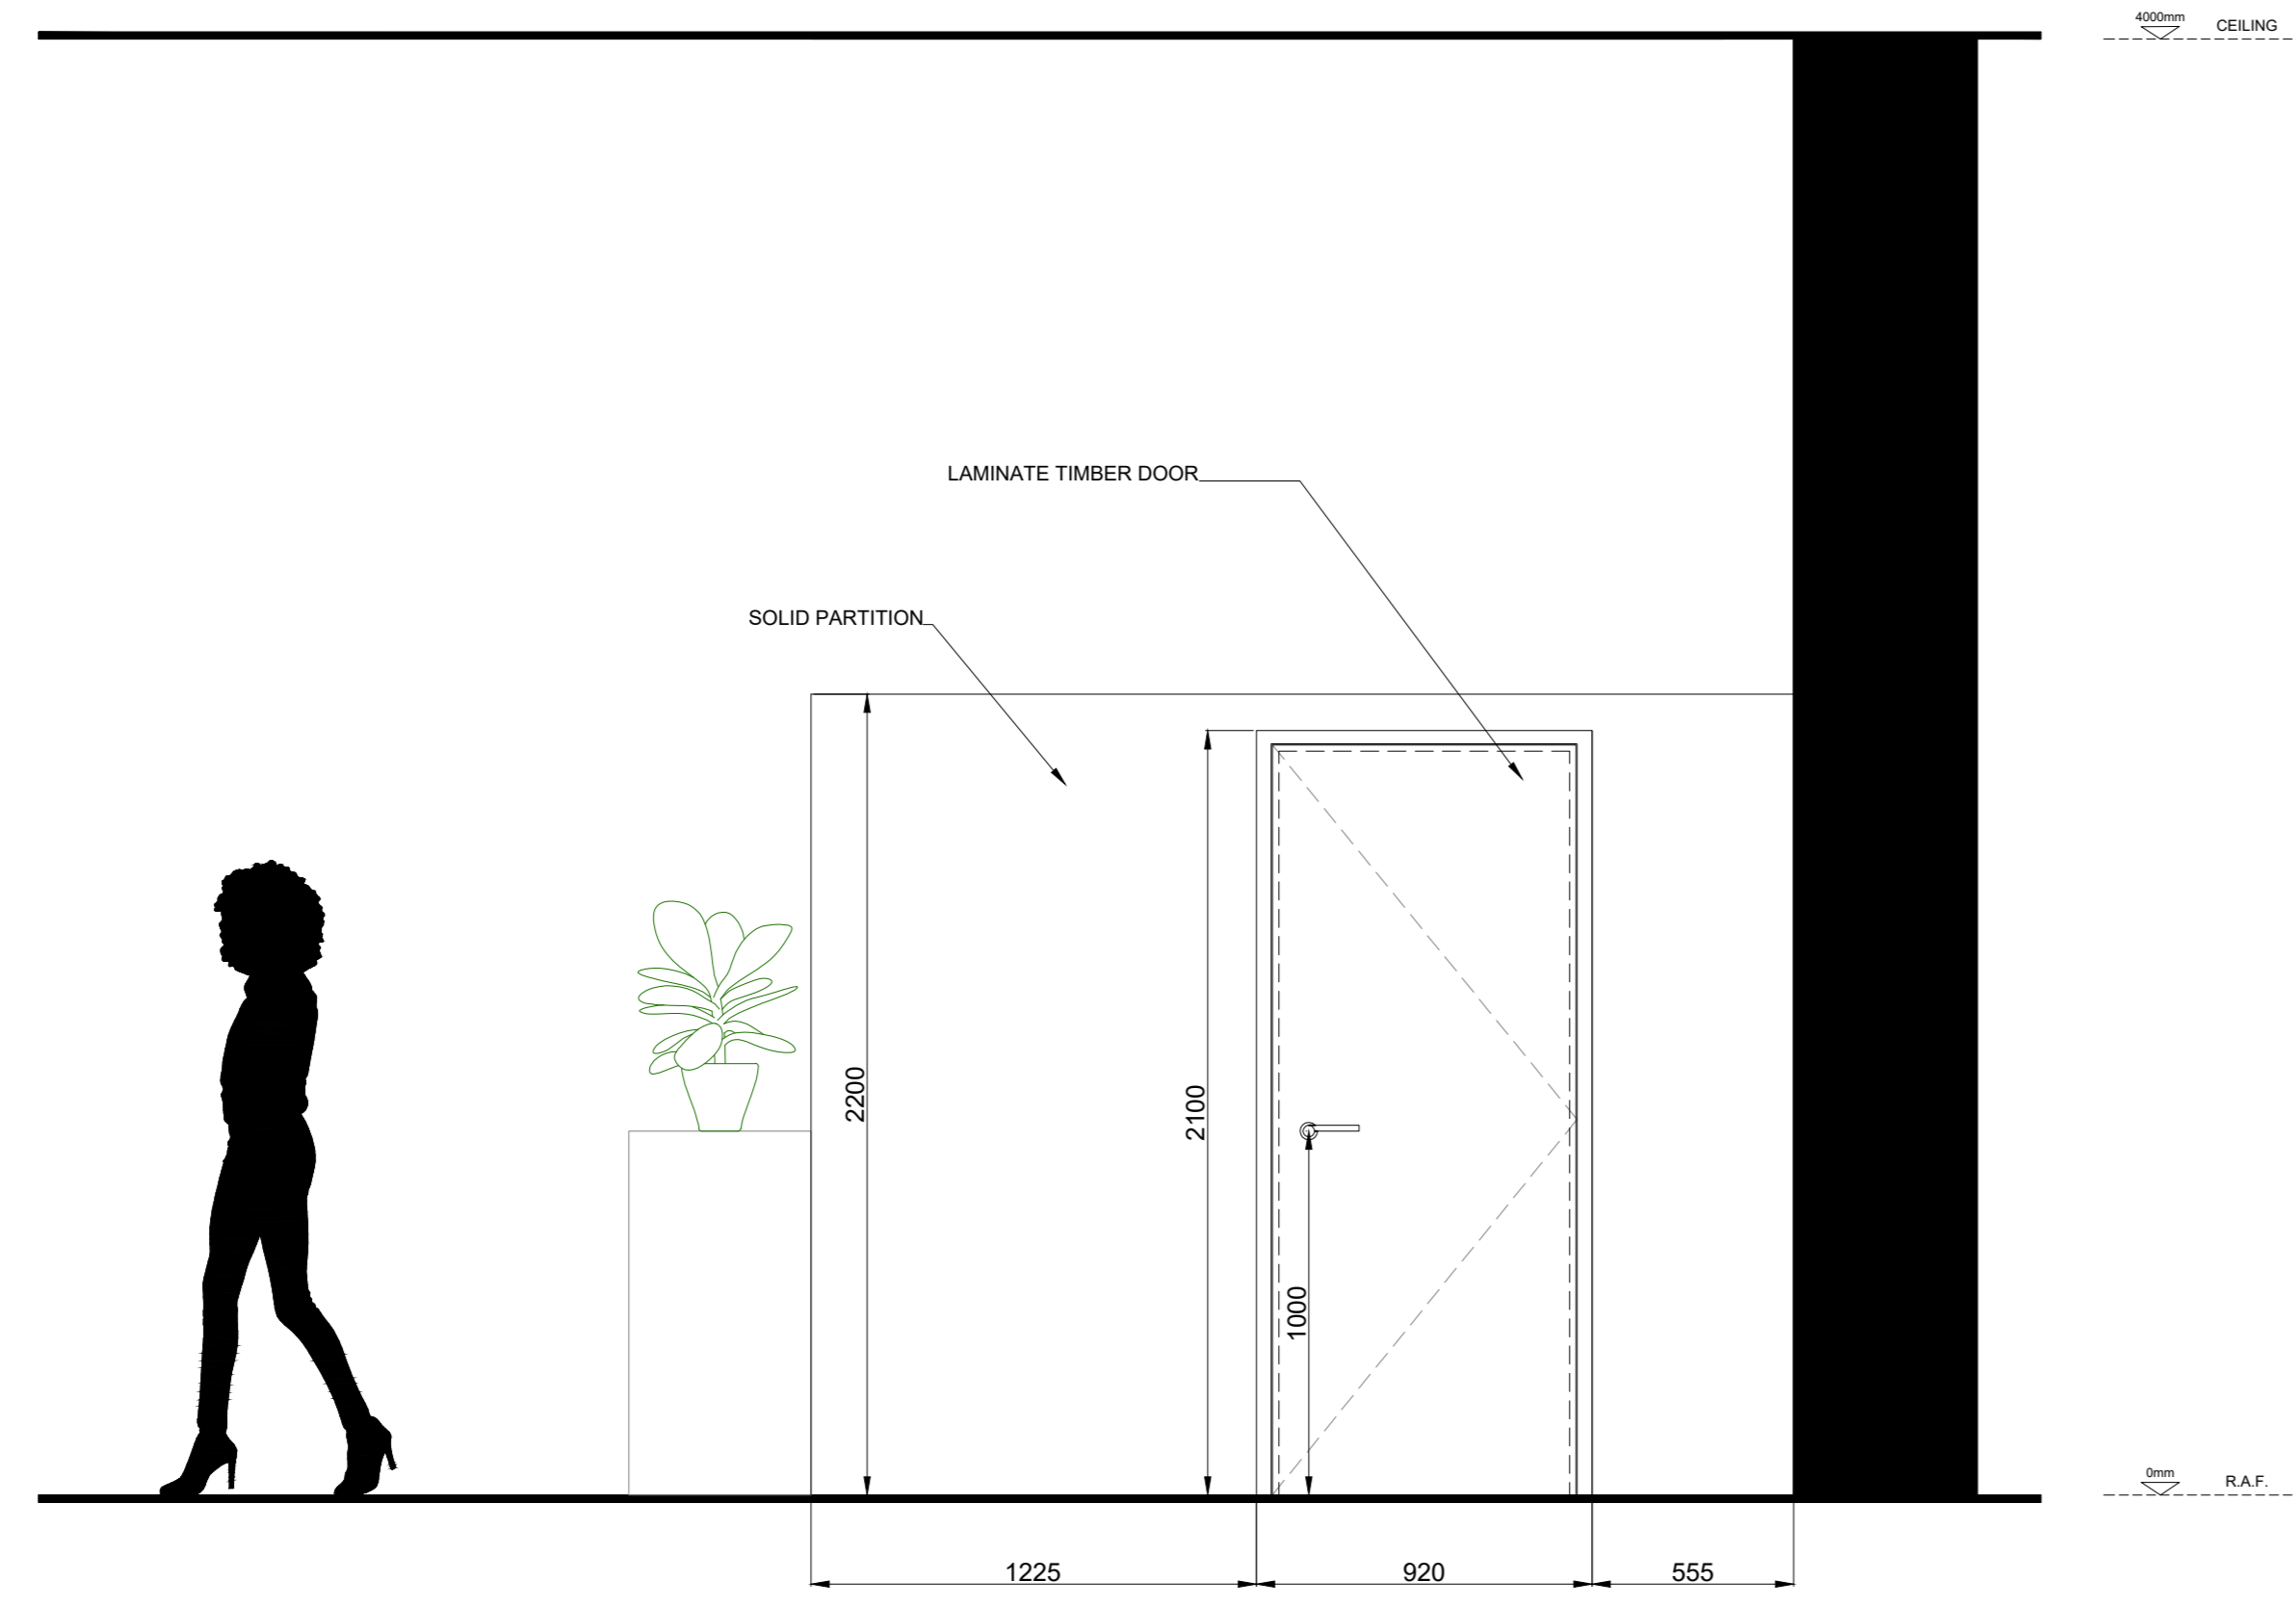 4000mm
CEILING
LAMINATE TIMBER DOOR
SOLID PARTITION
2200
2100
1000
0mm
R.A.F.
1225
920
555